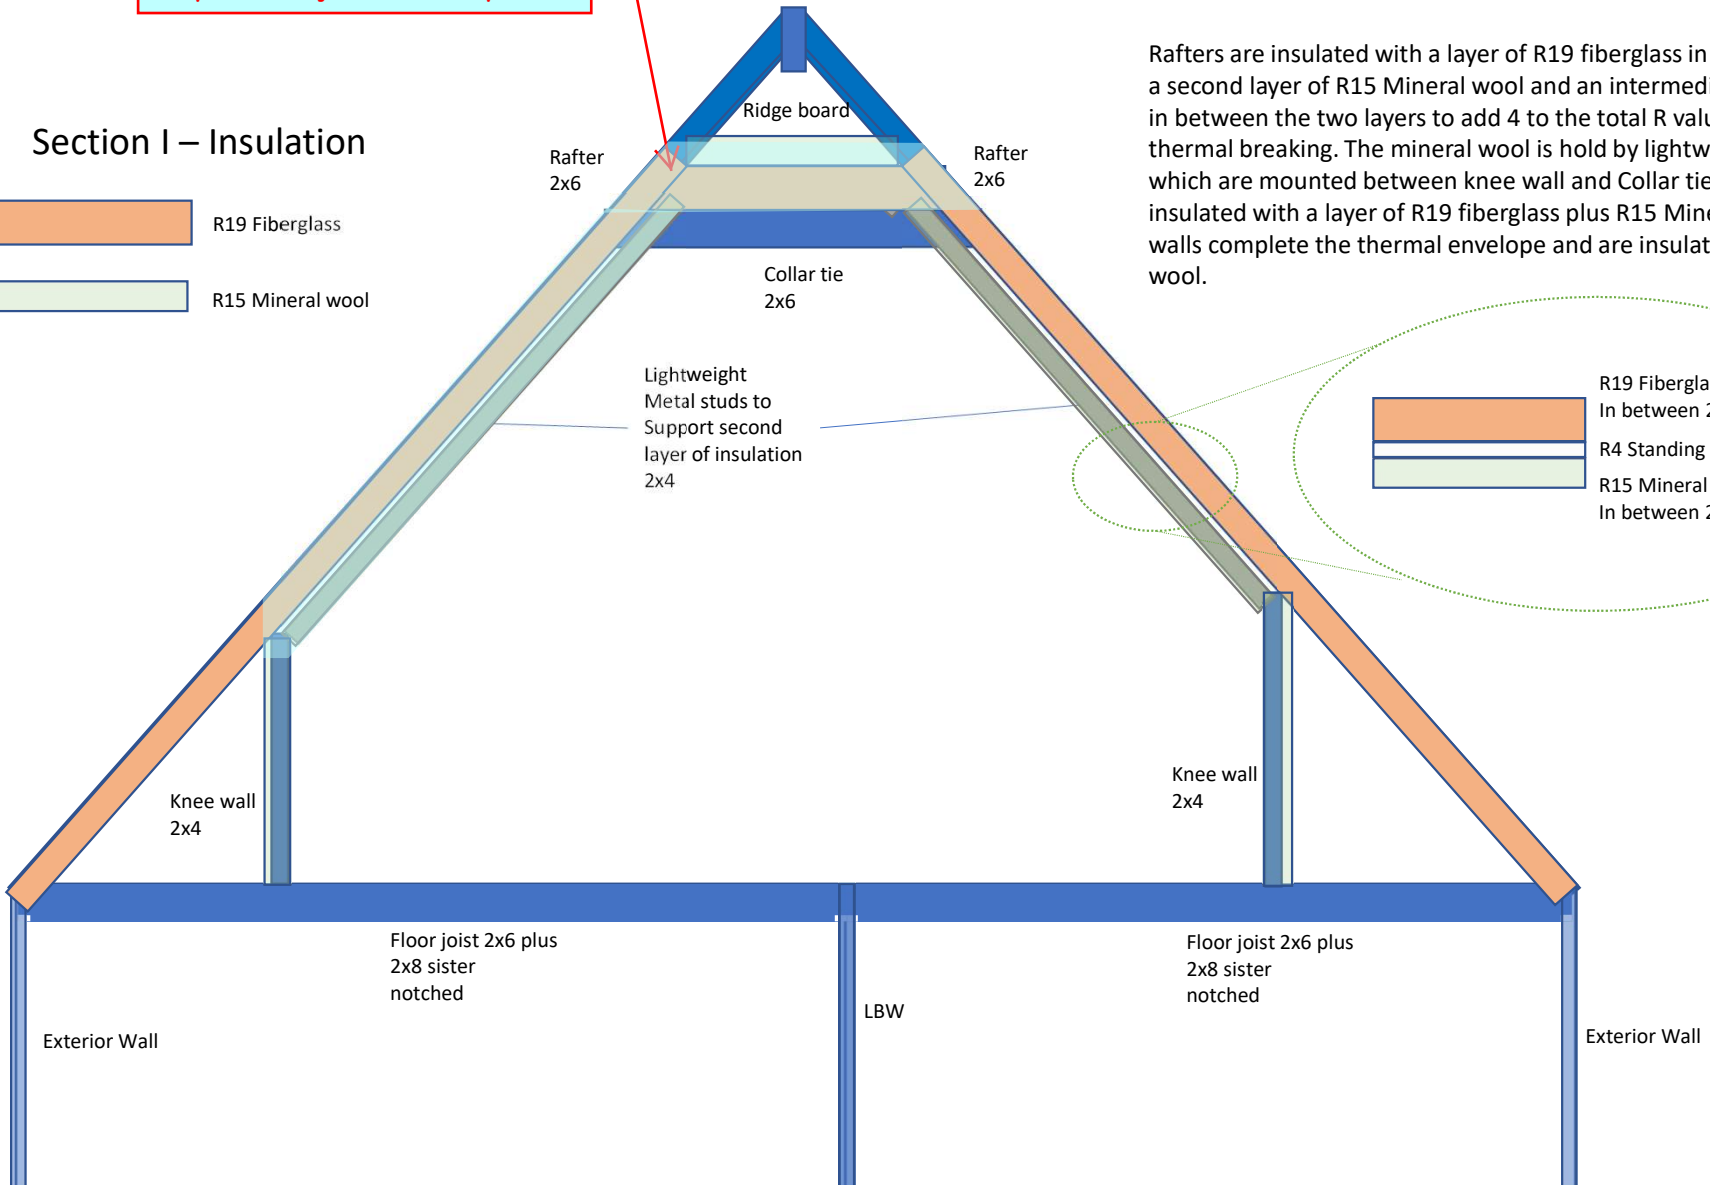 Section I – Insulation
R19 Fiberglass
R15 Mineral wool
Rafters are insulated with a layer of R19 fiberglass in
a second layer of R15 Mineral wool and an
in between the two layers to add 4 to the total R
thermal breaking. The mineral wool is hold by
which are mounted between knee wall and Collar tie
insulated with a layer of R19 fiberglass plus R15
walls complete the thermal envelope and are
wool.
Ridge board
Rafter
2x6
Rafter
2x6
Collar tie
2x6
Lightweight
Metal studs to
Support second
layer of insulation
2x4
R19
In between
R4 Standing
R15 Mineral
In between
Knee wall
2x4
Knee wall
2x4
Floor joist 2x6 plus
2x8 sister
notched
Floor joist 2x6 plus
2x8 sister
notched
LBW
Exterior Wall
Exterior Wall